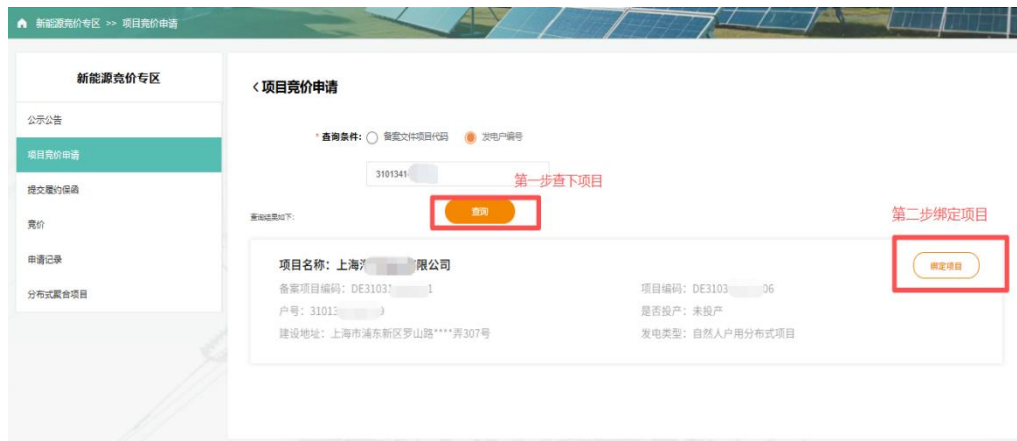 新能源竞价专区 >> 项目竞价申请
新能源竞价专区
公示公告
项目竞价申请
提交履约保函
竞价
申请记录
分布式聚合项目
<项目竞价申请
* 查询条件: 备案文件项目代码 发电户编号
3101341
第一步查下项目
查询
查询结果如下:
第二步绑定项目
绑定项目
项目名称:上海 有限公司
备案项目编码:DE3103 1 项目编码:DE3103 06
户号:31013 9 是否投产:未投产
建设地址:上海市浦东新区罗山路****弄307号 发电类型:自然人户用分布式项目